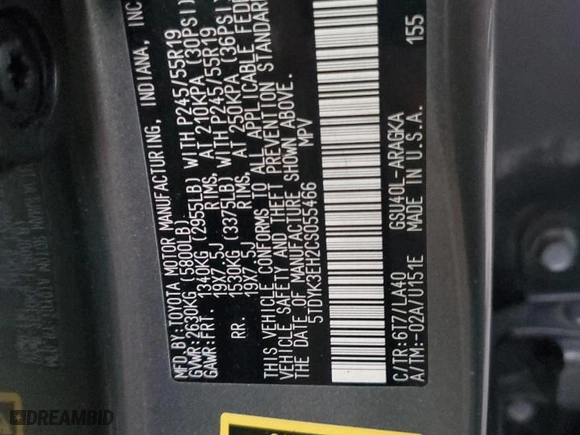 MFD.BY:TOYOTA MOTOR MANUFACTURING, INDIANA, INC
GVWR:2630KG (5800LB)
GAWR:FRT. 1340KG (2955LB) WITH P245/55R19
19X7.5J RIMS, AT 210KPA (30PSI)
RR. 1530KG (3375LB) WITH P245/55R19
19X7.5J RIMS, AT 250KPA (36PSI)
THIS VEHICLE CONFORMS TO ALL APPLICABLE FEDE
VEHICLE SAFETY AND THEFT PREVENTION STANDARD
THE DATE OF MANUFACTURE SHOWN ABOVE.
5TDYK3EH2CS055466 MPV
C/TR:6T7/LA40 GSU40L-ARAGKA 155
A/TM:-02A/U151E MADE IN U.S.A.
DREAMBID